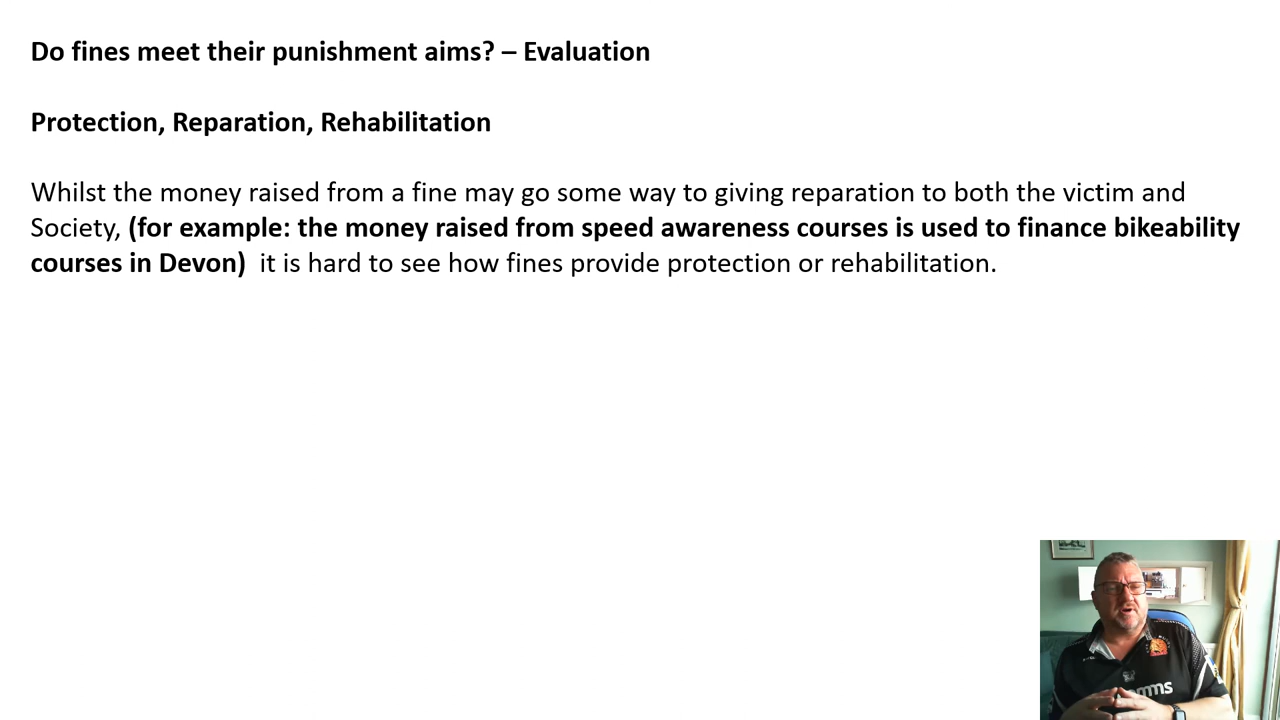 Do fines meet their punishment aims? – Evaluation
Protection, Reparation, Rehabilitation
Whilst the money raised from a fine may go some way to giving reparation to both the victim and
Society, (for example: the money raised from speed awareness courses is used to finance bikeability
courses in Devon)  it is hard to see how fines provide protection or rehabilitation.